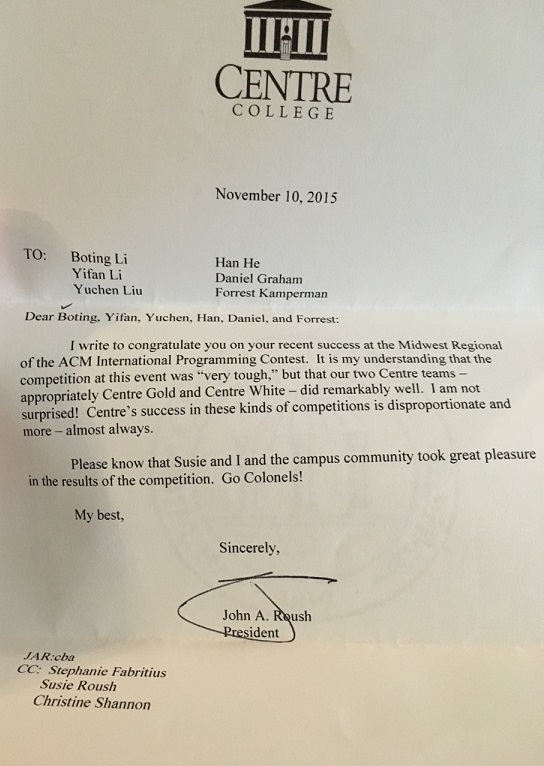 CENTRE
COLLEGE
November 10, 2015
TO: Boting Li
Yifan Li
Yuchen Liu
Han He
Daniel Graham
Forrest Kamperman
Dear Boting, Yifan, Yuchen, Han, Daniel, and Forrest:
I write to congratulate you on your recent success at the Midwest Regional
of the ACM International Programming Contest. It is my understanding that the
competition at this event was “very tough,” but that our two Centre teams –
appropriately Centre Gold and Centre White – did remarkably well. I am not
surprised! Centre’s success in these kinds of competitions is disproportionate and
more – almost always.
Please know that Susie and I and the campus community took great pleasure
in the results of the competition. Go Colonels!
My best,
Sincerely,
John A. Roush
President
JAR:cba
CC: Stephanie Fabritius
Susie Roush
Christine Shannon